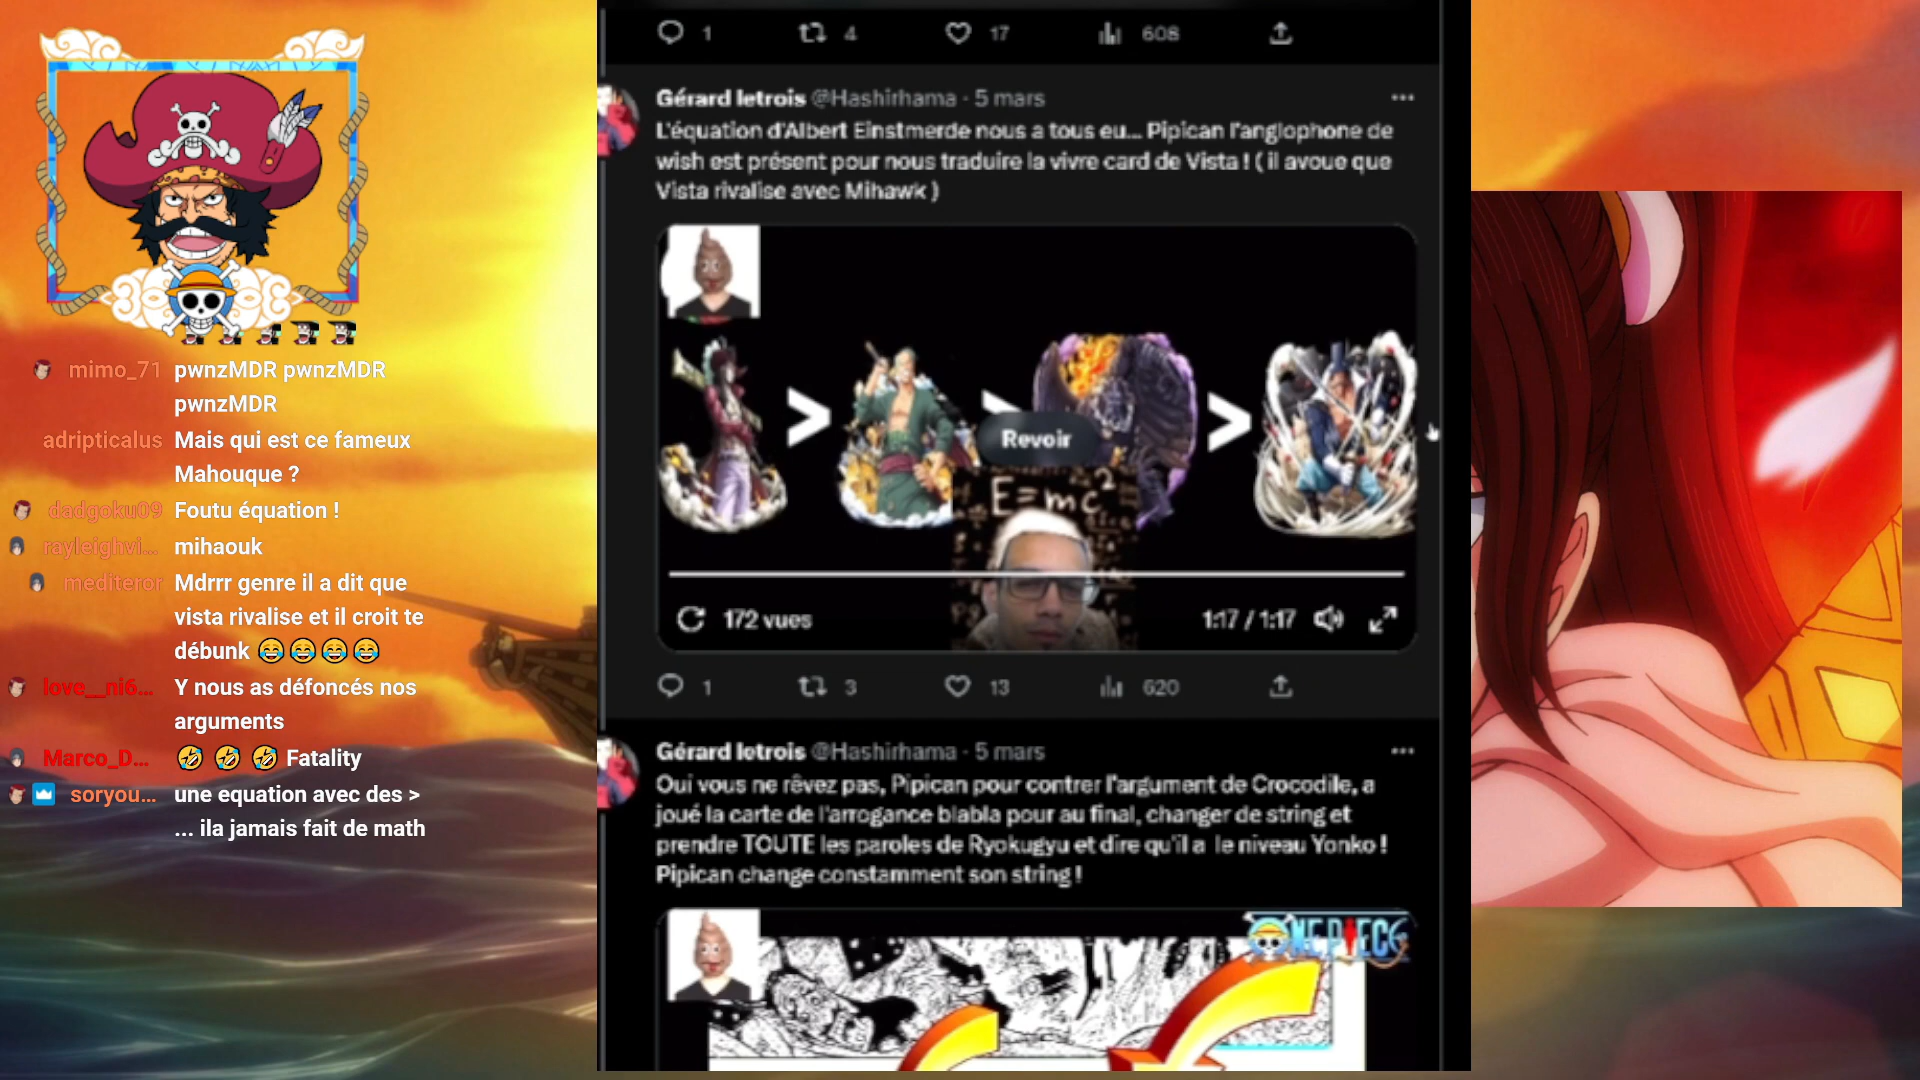 mimo_71 pwnzMDR pwnzMDR
pwnzMDR
adripticalus Mais qui est ce fameux
Mahouque ?
dadgoku09 Foutu équation !
rayleighvi... mihaouk
mediteror Mdrrr genre il a dit que
vista rivalise et il croit te
débunk 😂😂😂😂
love__ni6... Y nous as défoncés nos
arguments
Marco_D... 🤣 🤣 🤣 Fatality
soryou... une equation avec des >
... ila jamais fait de math
1 4 17 608
Gérard letrois @Hashirhama · 5 mars
L'équation d'Albert Einstmerde nous a tous eu... Pipican l'anglophone de
wish est présent pour nous traduire la vivre card de Vista ! ( il avoue que
Vista rivalise avec Mihawk )
> > >
Revoir
E=mc²
172 vues 1:17 / 1:17
1 3 13 620
Gérard letrois @Hashirhama · 5 mars
Oui vous ne rêvez pas, Pipican pour contrer l'argument de Crocodile, a
joué la carte de l'arrogance blabla pour au final, changer de string et
prendre TOUTE les paroles de Ryokugyu et dire qu'il a le niveau Yonko !
Pipican change constamment son string !
ONE PIECE